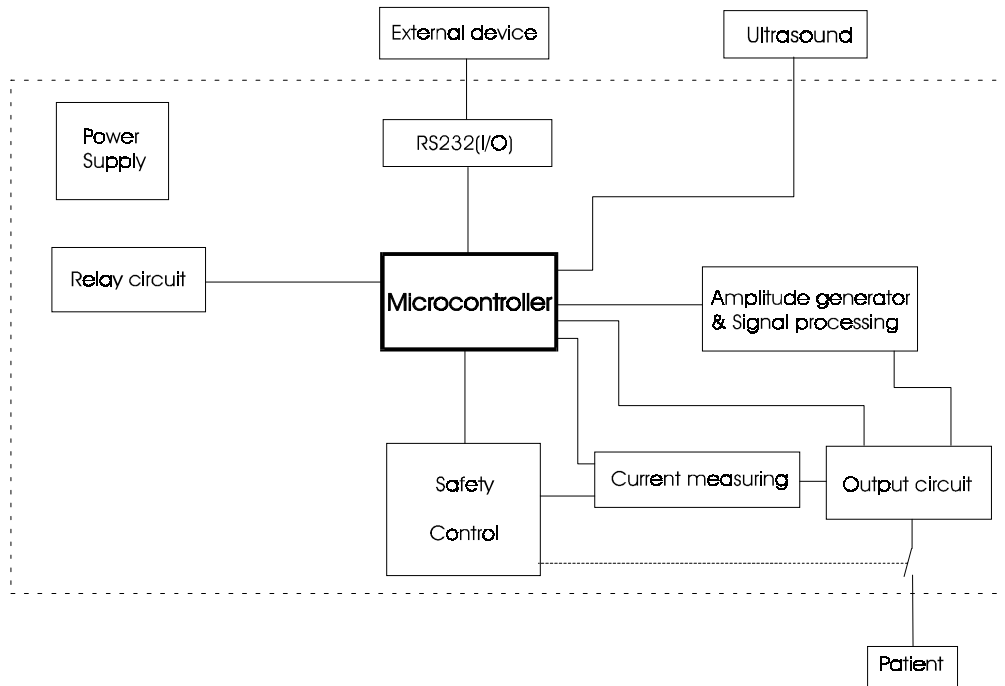 External device
Ultrasound
Power
Supply
RS232(I/O)
Relay circuit
Microcontroller
Amplitude generator
& Signal processing
Safety
Control
Current measuring
Output circuit
Patient